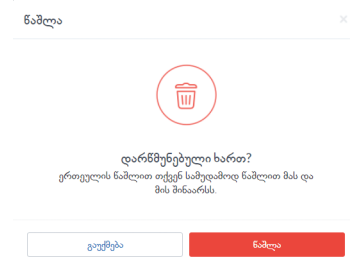 წაშლა
დარწმუნებული ხართ?
ერთეულის წაშლით თქვენ სამუდამოდ წაშლით მას და
მის შინაარსს.
გაუქმება
წაშლა